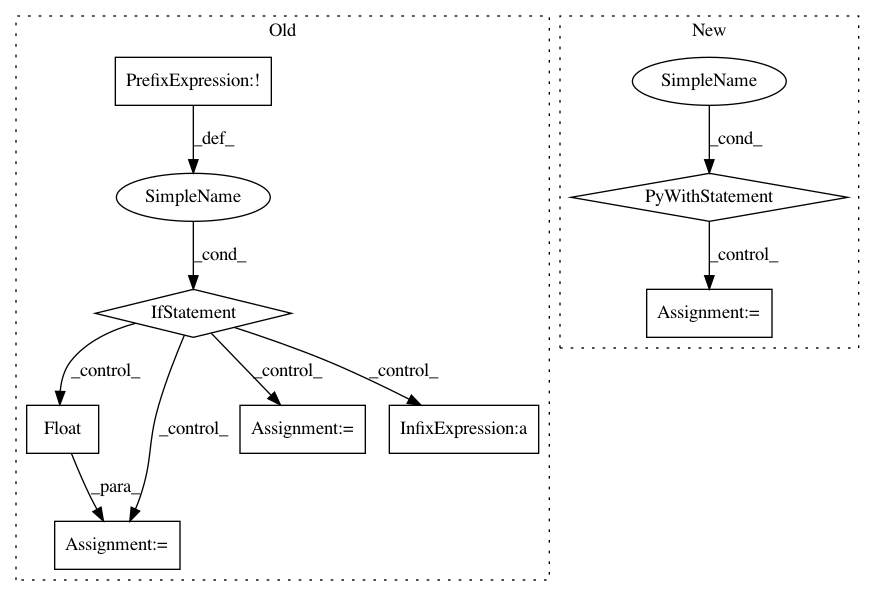 Old
New
PrefixExpression:!
SimpleName
_def_
_cond_
SimpleName
PyWithStatement
_cond_
_control_
IfStatement
Assignment:=
_control_
_control_
_control_
_control_
Float
Assignment:=
InfixExpression:a
_para_
Assignment:=